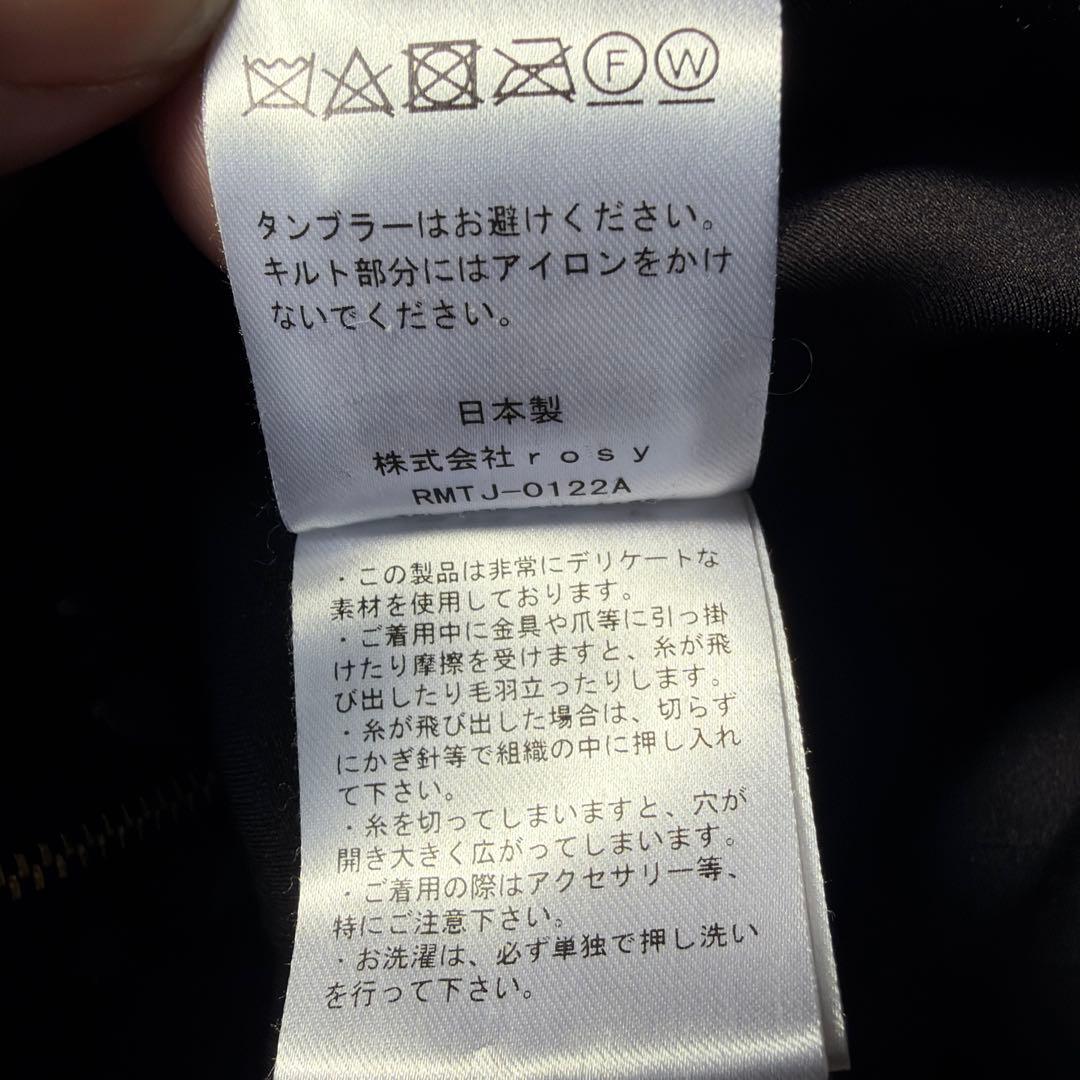 F W
タンブラーはお避けください。
キルト部分にはアイロンをかけ
ないでください。
日本製
株式会社ｒｏｓｙ
RMTJ-0122A
・この製品は非常にデリケートな
素材を使用しております。
・ご着用中に金具や爪等に引っ掛
けたり摩擦を受けますと、糸が飛
び出したり毛羽立ったりします。
・糸が飛び出した場合は、切らず
にかぎ針等で組織の中に押し入れ
て下さい。
・糸を切ってしまいますと、穴が
開き大きく広がってしまいます。
・ご着用の際はアクセサリー等、
特にご注意下さい。
・お洗濯は、必ず単独で押し洗い
を行って下さい。